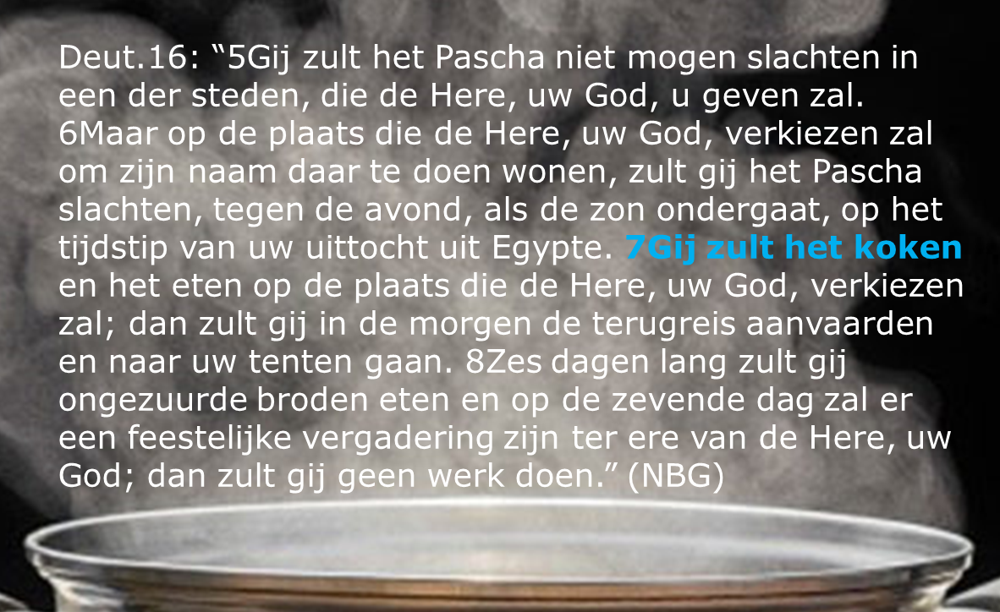 Deut.16: “5Gij zult het Pascha niet mogen slachten in
een der steden, die de Here, uw God, u geven zal.
6Maar op de plaats die de Here, uw God, verkiezen zal
om zijn naam daar te doen wonen, zult gij het Pascha
slachten, tegen de avond, als de zon ondergaat, op het
tijdstip van uw uittocht uit Egypte. 7Gij zult het koken
en het eten op de plaats die de Here, uw God, verkiezen
zal; dan zult gij in de morgen de terugreis aanvaarden
en naar uw tenten gaan. 8Zes dagen lang zult gij
ongezuurde broden eten en op de zevende dag zal er
een feestelijke vergadering zijn ter ere van de Here, uw
God; dan zult gij geen werk doen.” (NBG)